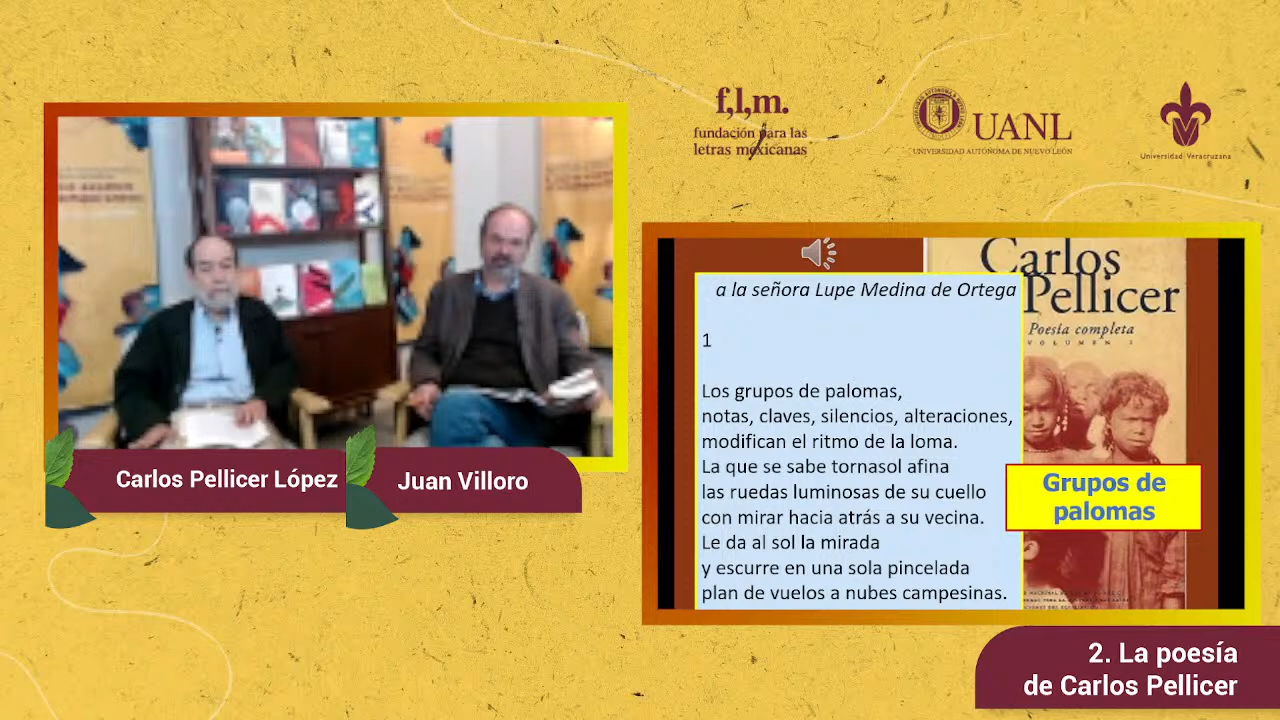 f,l,m.
fundación para las
letras mexicanas
UANL
UNIVERSIDAD AUTÓNOMA DE NUEVO LEÓN
Universidad Veracruzana
Carlos Pellicer López
Juan Villoro
Carlos
Pellicer
Poesía completa
VOLUMEN I
a la señora Lupe Medina de Ortega
1
Los grupos de palomas,
notas, claves, silencios, alteraciones,
modifican el ritmo de la loma.
La que se sabe tornasol afina
las ruedas luminosas de su cuello
con mirar hacia atrás a su vecina.
Le da al sol la mirada
y escurre en una sola pincelada
plan de vuelos a nubes campesinas.
Grupos de
palomas
2. La poesía
de Carlos Pellicer